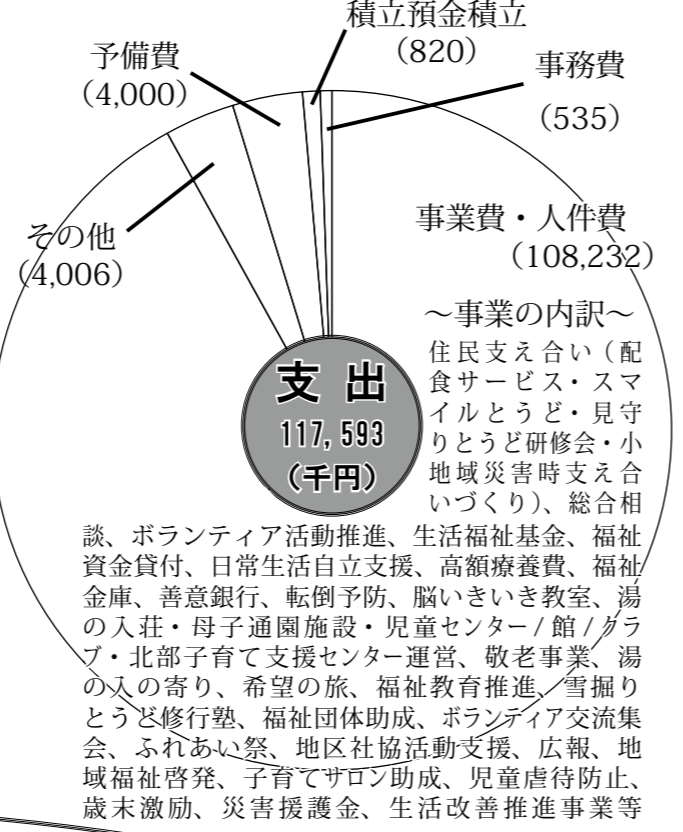 積立預金積立
（820）
予備費
（4,000）
事務費
（535）
その他
（4,006）
事業費・人件費
（108,232）
支 出
117,593
（千円）
～事業の内訳～
住民支え合い（配
食サービス・スマ
イルとうど・見守
りとうど研修会・小
地域災害時支え合
いづくり）、総合相
談、ボランティア活動推進、生活福祉基金、福祉
資金貸付、日常生活自立支援、高額療養費、福祉
金庫、善意銀行、転倒予防、脳いきいき教室、湯
の入荘・母子通園施設・児童センター/館/クラ
ブ・北部子育て支援センター運営、敬老事業、湯
の入の寄り、希望の旅、福祉教育推進、雪掘り
とうど修行塾、福祉団体助成、ボランティア交流集
会、ふれあい祭、地区社協活動支援、広報、地
域福祉啓発、子育てサロン助成、児童虐待防止、
歳末激励、災害援護金、生活改善推進事業等